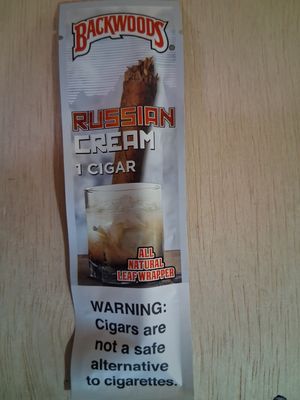 BACKWOODS®
RUSSIAN
CREAM
1 CIGAR
ALL
NATURAL
LEAF WRAPPER
WARNING:
Cigars are
not a safe
alternative
to cigarettes.